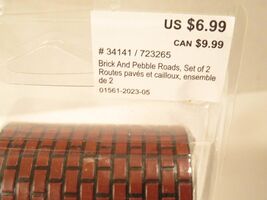 US $6.99
CAN $9.99
# 34141 / 723265
Brick And Pebble Roads, Set of 2
Routes pavés et cailloux, ensemble
de 2
01561-2023-05